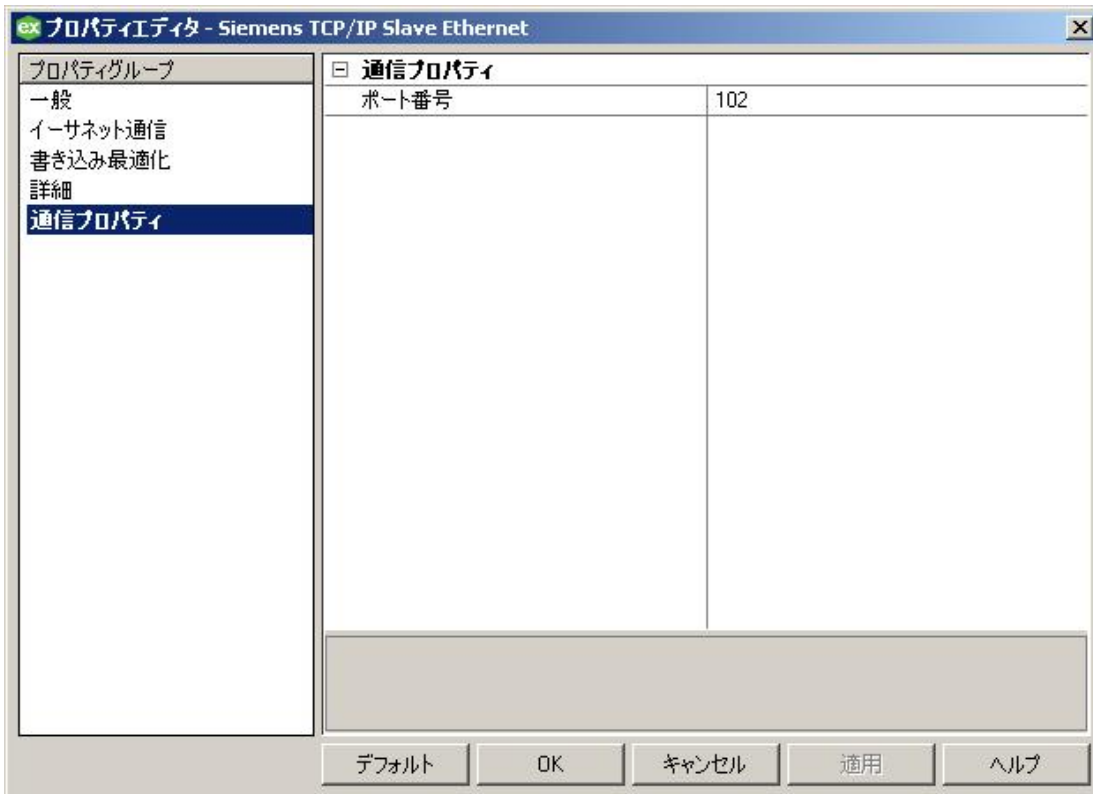 ex プロパティエディタ - Siemens TCP/IP Slave Ethernet
プロパティグループ
一般
イーサネット通信
書き込み最適化
詳細
通信プロパティ
通信プロパティ
ポート番号 102
デフォルト OK キャンセル 適用 ヘルプ